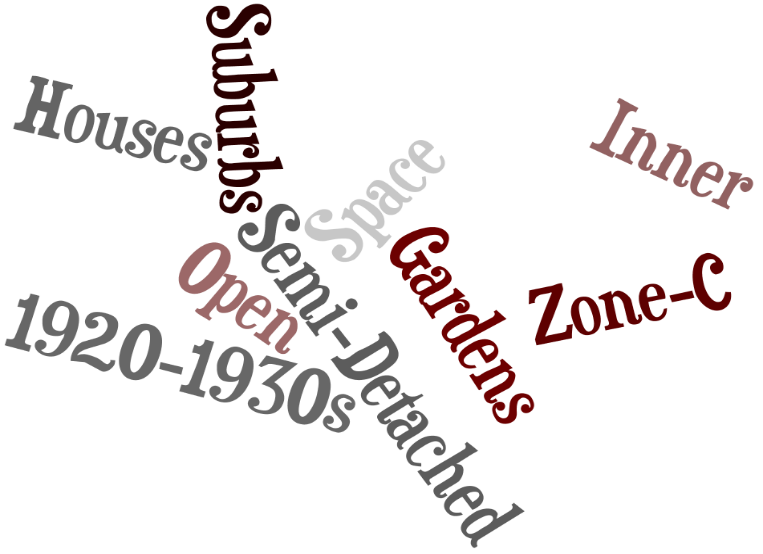 Suburbs
Houses
Inner
Space
Semi-Detached
Gardens
Open
Zone-C
1920-1930s